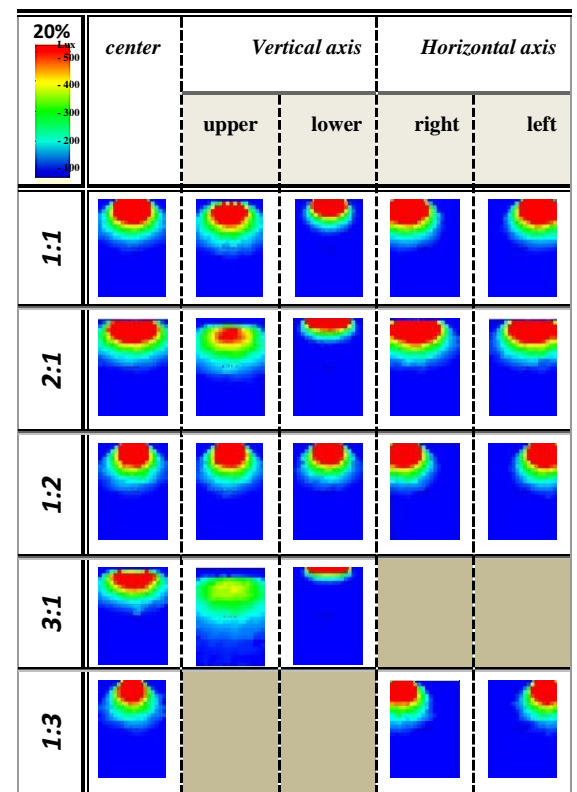 20%
Lux
- 500
- 400
- 300
- 200
- 100
center
Vertical axis
Horizontal axis
upper
lower
right
left
1:1
2:1
1:2
3:1
1:3